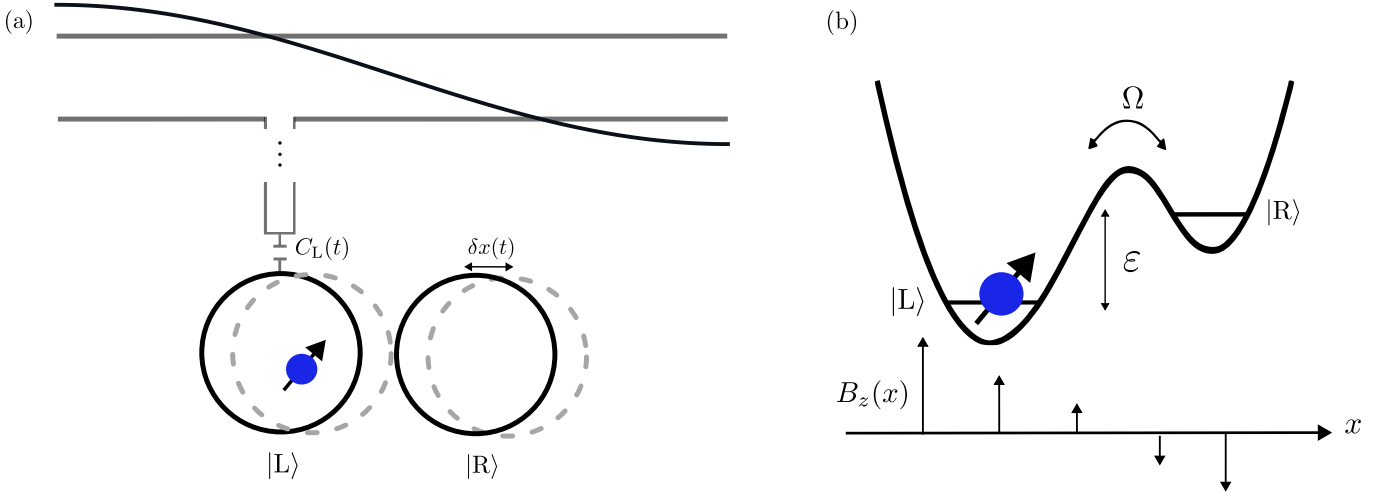 (a)
C_L(t)
δx(t)
|L⟩
|R⟩
(b)
Ω
|R⟩
ε
|L⟩
B_z(x)
x